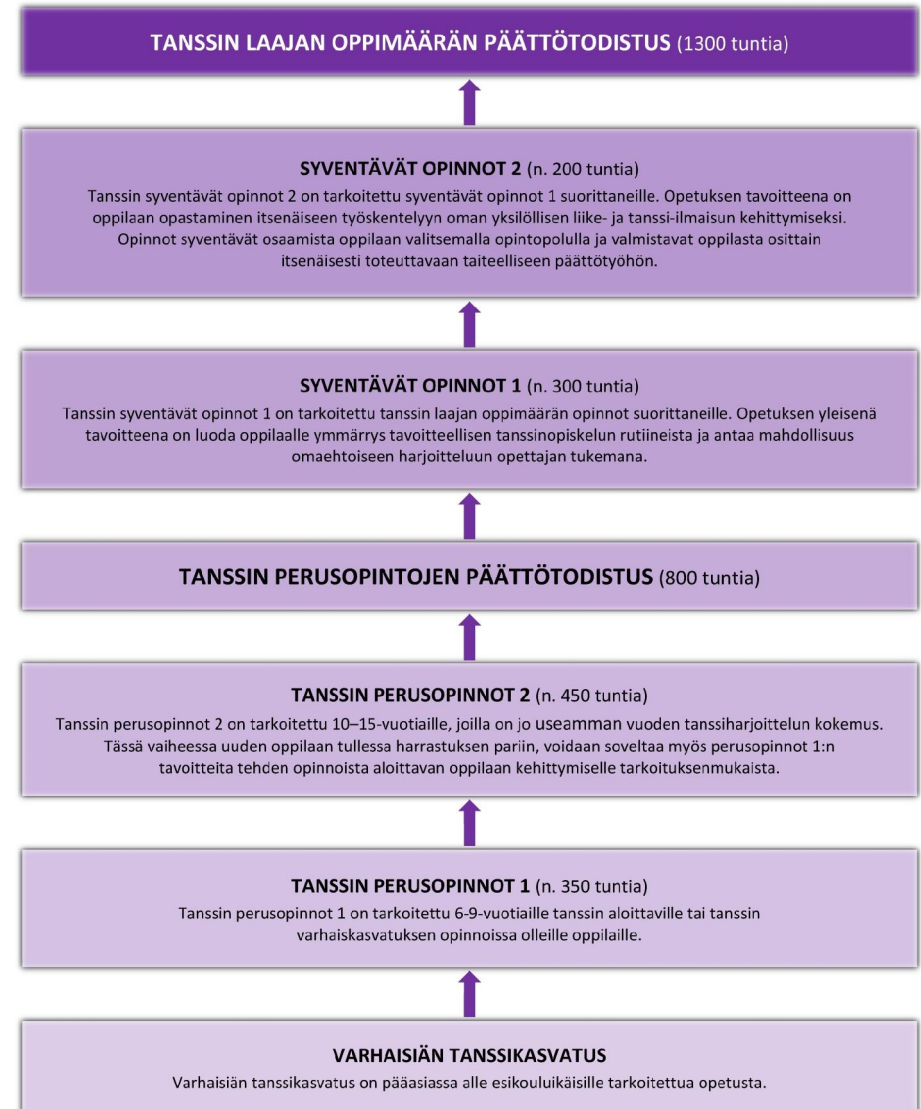 TANSSIN LAAJAN OPPIMÄÄRÄN PÄÄTTÖTODISTUS (1300 tuntia)
SYVENTÄVÄT OPINNOT 2 (n. 200 tuntia)
Tanssin syventävät opinnot 2 on tarkoitettu syventävät opinnot 1 suorittaneille. Opetuksen tavoitteena on
oppilaan opastaminen itsenäiseen työskentelyyn oman yksilöllisen liike- ja tanssi-ilmaisun kehittymiseksi.
Opinnot syventävät osaamista oppilaan valitsemalla opintopolulla ja valmistavat oppilasta osittain
itsenäisesti toteuttavaan taiteelliseen päättötyöhön.
SYVENTÄVÄT OPINNOT 1 (n. 300 tuntia)
Tanssin syventävät opinnot 1 on tarkoitettu tanssin laajan oppimäärän opinnot suorittaneille. Opetuksen yleisenä
tavoitteena on luoda oppilaalle ymmärrys tavoitteellisen tanssinopiskelun rutiineista ja antaa mahdollisuus
omaehtoiseen harjoitteluun opettajan tukemana.
TANSSIN PERUSOPINTOJEN PÄÄTTÖTODISTUS (800 tuntia)
TANSSIN PERUSOPINNOT 2 (n. 450 tuntia)
Tanssin perusopinnot 2 on tarkoitettu 10–15-vuotiaille, joilla on jo useamman vuoden tanssiharjoittelun kokemus.
Tässä vaiheessa uuden oppilaan tullessa harrastuksen pariin, voidaan soveltaa myös perusopinnot 1:n
tavoitteita tehden opinnoista aloittavan oppilaan kehittymiselle tarkoituksenmukaista.
TANSSIN PERUSOPINNOT 1 (n. 350 tuntia)
Tanssin perusopinnot 1 on tarkoitettu 6-9-vuotiaille tanssin aloittaville tai tanssin
varhaiskasvatuksen opinnoissa olleille oppilaille.
VARHAISIÄN TANSSIKASVATUS
Varhaisiän tanssikasvatus on pääasiassa alle esikouluikäisille tarkoitettua opetusta.